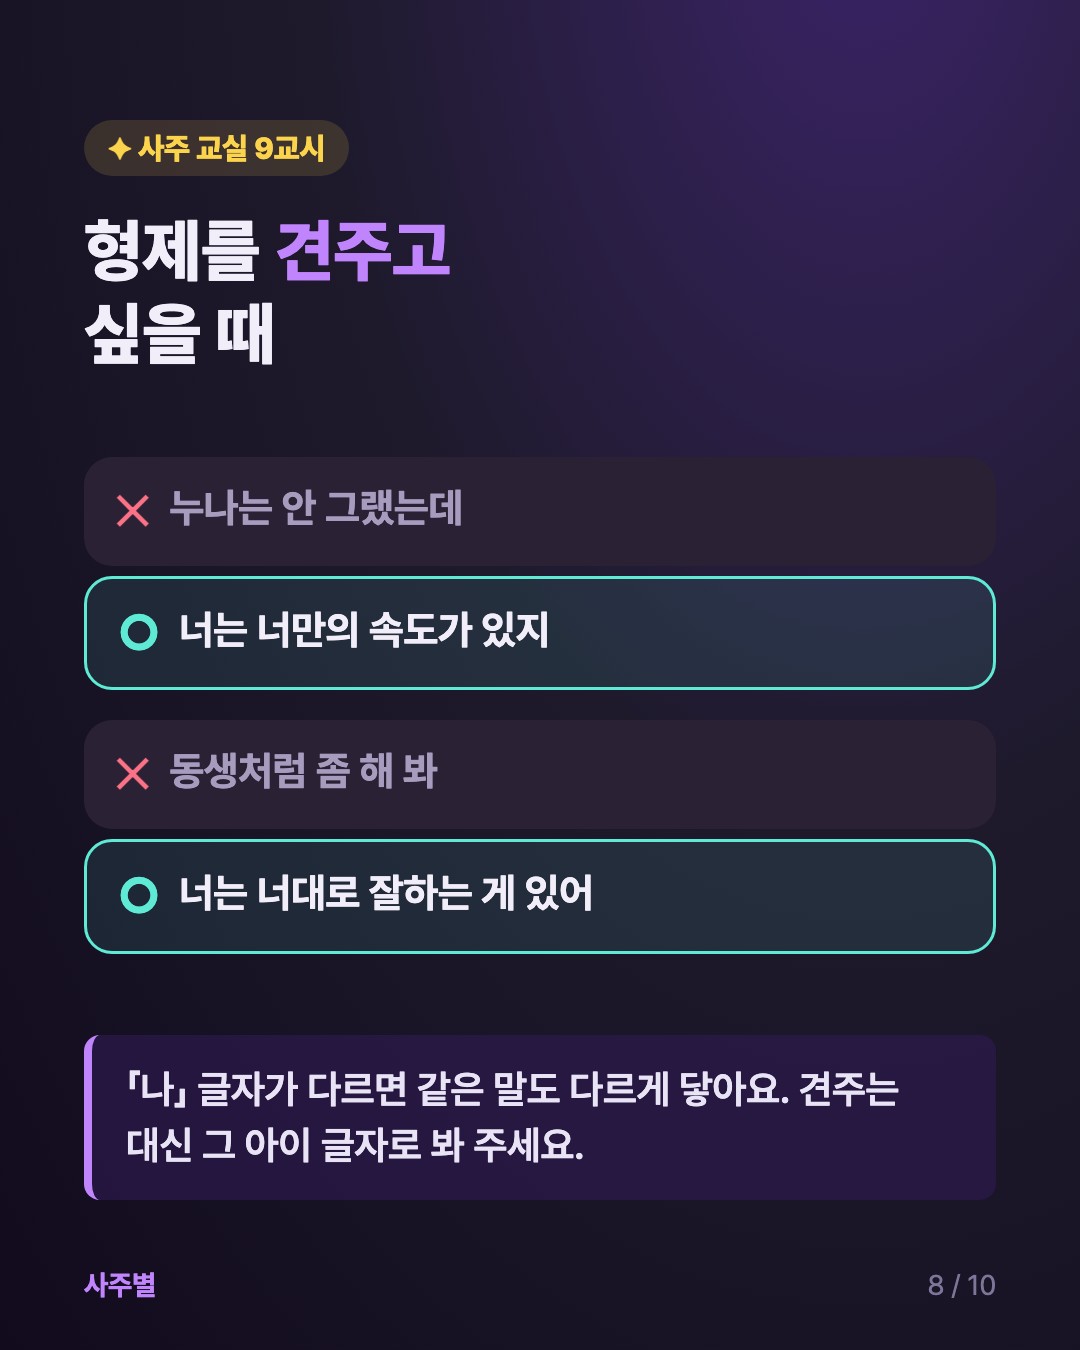 ✦ 사주 교실 9교시
형제를 견주고
싶을 때
✕ 누나는 안 그랬는데
○ 너는 너만의 속도가 있지
✕ 동생처럼 좀 해 봐
○ 너는 너대로 잘하는 게 있어
「나」 글자가 다르면 같은 말도 다르게 닿아요. 견주는
대신 그 아이 글자로 봐 주세요.
사주별
8 / 10